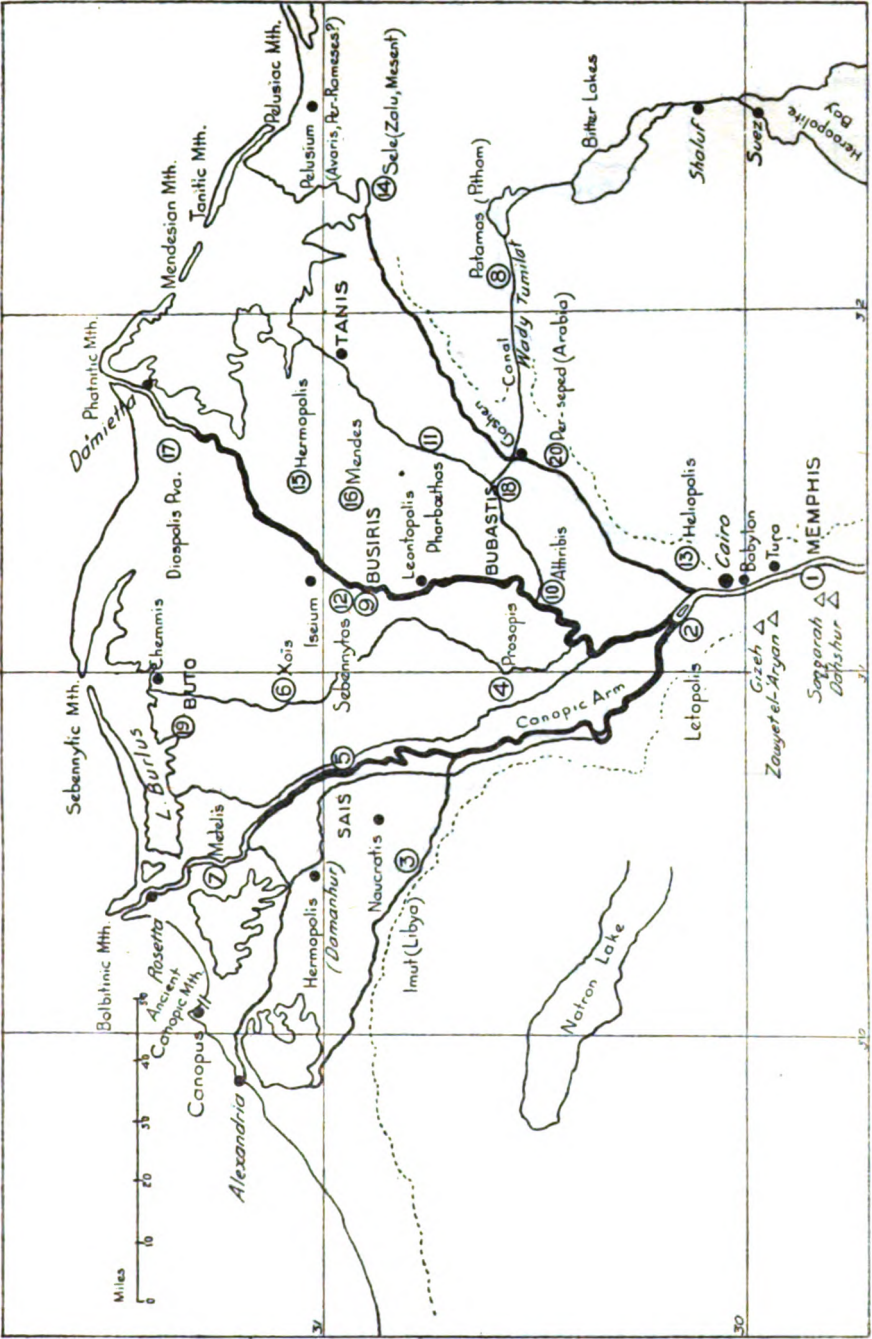 Sebennytic Mth.
Phatnitic Mth.
Mendesian Mth.
Tanitic Mth.
Pelusiac Mth.
Bolbitinic Mth.
Rosetta
Ancient
Canopic Mth.
Canopus
Alexandria
Miles
0 10 20 30 40 50
L. Burlus
Chemmis
19 BUTO
Damietta
17
Diospolis Pva.
7 Metelis
6 Xoïs
Iseium
15 Hermopolis
Pelusium
(Avaris, Per-Rameses?)
31
Hermopolis
(Damanhur)
SAIS
5
Sebennytos 12
9 BUSIRIS
16 Mendes
TANIS
14 Sele (Zalu, Mesent)
Naucratis
Imut (Libya) 3
Leontopolis
Pharbaethos
11
4 Prosopis
BUBASTIS
18
Goshen
Canal
Wady Tumilat
8
Patamos (Pithom)
Canopic Arm
10 Athribis
20 Per-seped (Arabia)
Bitter Lakes
Natron Lake
Letopolis 2
13 Heliopolis
Cairo
Shaluf
30
Babylon
Gizeh
Zawyet el-Aryan
Tura
Suez
Heroopolite
Bay
Saqqarah
Dahshur
1 MEMPHIS
30
31
32